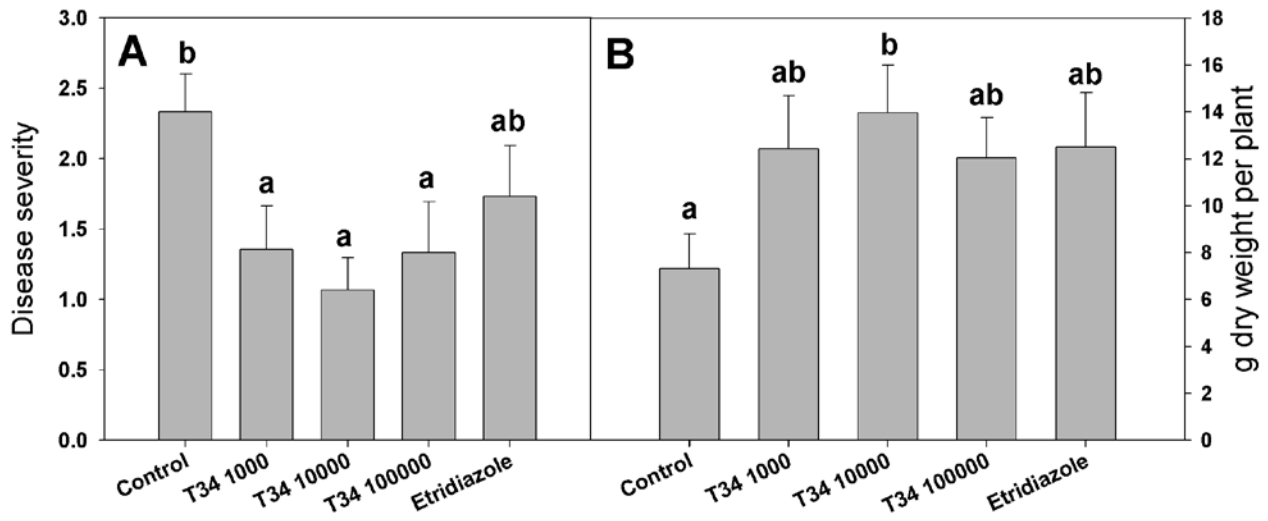 A
B
Disease severity
3.0
2.5
2.0
1.5
1.0
0.5
0.0
b
a
a
a
ab
Control
T34 1000
T34 10000
T34 100000
Etridiazole
a
ab
b
ab
ab
Control
T34 1000
T34 10000
T34 100000
Etridiazole
18
16
14
12
10
8
6
4
2
0
g dry weight per plant